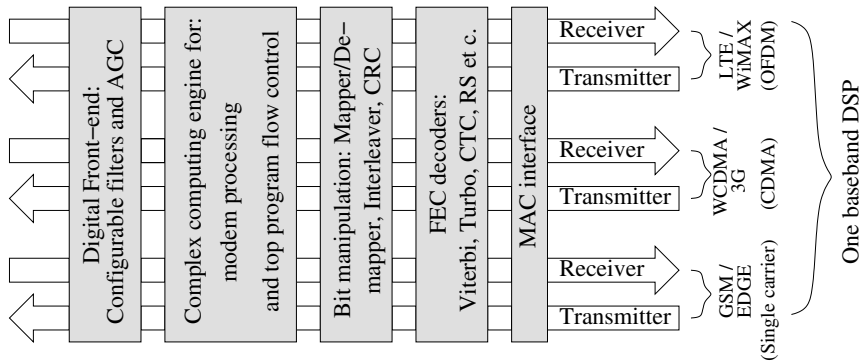 Digital Front–end:
Configurable filters and AGC
Complex computing engine for:
modem processing
and top program flow control
Bit manipulation: Mapper/De–
mapper, Interleaver, CRC
FEC decoders:
Viterbi, Turbo, CTC, RS et c.
MAC interface
Receiver
Transmitter
LTE /
WiMAX
(OFDM)
Receiver
Transmitter
WCDMA /
3G
(CDMA)
Receiver
Transmitter
GSM /
EDGE
(Single carrier)
One baseband DSP